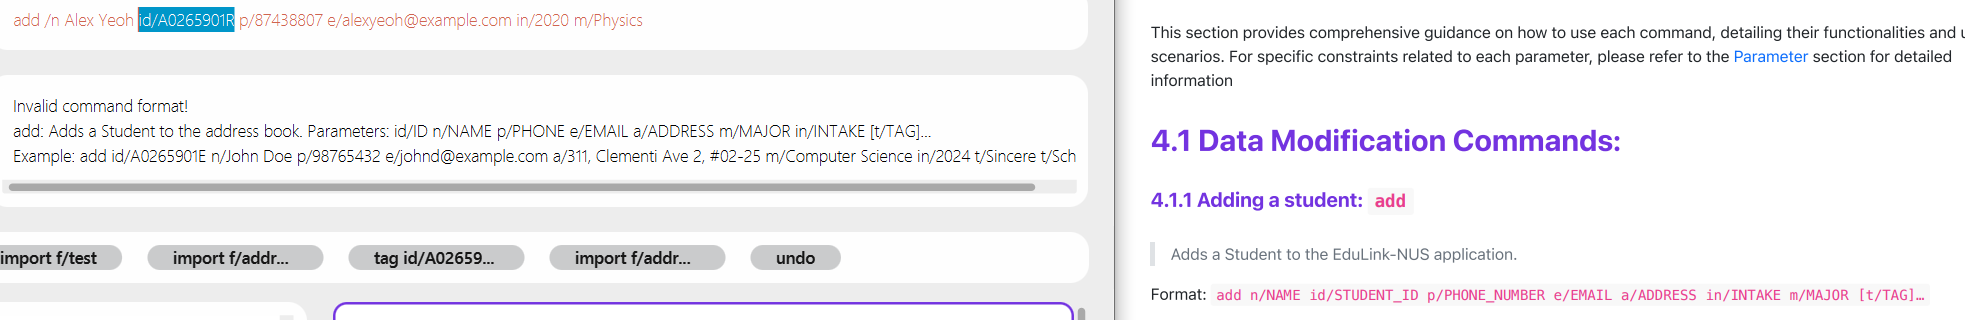 add /n Alex Yeoh id/A0265901R p/87438807 e/alexyeoh@example.com in/2020 m/Physics
Invalid command format!
add: Adds a Student to the address book. Parameters: id/ID n/NAME p/PHONE e/EMAIL a/ADDRESS m/MAJOR in/INTAKE [t/TAG]...
Example: add id/A0265901E n/John Doe p/98765432 e/johnd@example.com a/311, Clementi Ave 2, #02-25 m/Computer Science in/2024 t/Sincere t/Sch
import f/test
import f/addr...
tag id/A02659...
import f/addr...
undo
This section provides comprehensive guidance on how to use each command, detailing their functionalities and u
scenarios. For specific constraints related to each parameter, please refer to the Parameter section for detailed
information
4.1 Data Modification Commands:
4.1.1 Adding a student: add
Adds a Student to the EduLink-NUS application.
Format: add n/NAME id/STUDENT_ID p/PHONE_NUMBER e/EMAIL a/ADDRESS in/INTAKE m/MAJOR [t/TAG]…